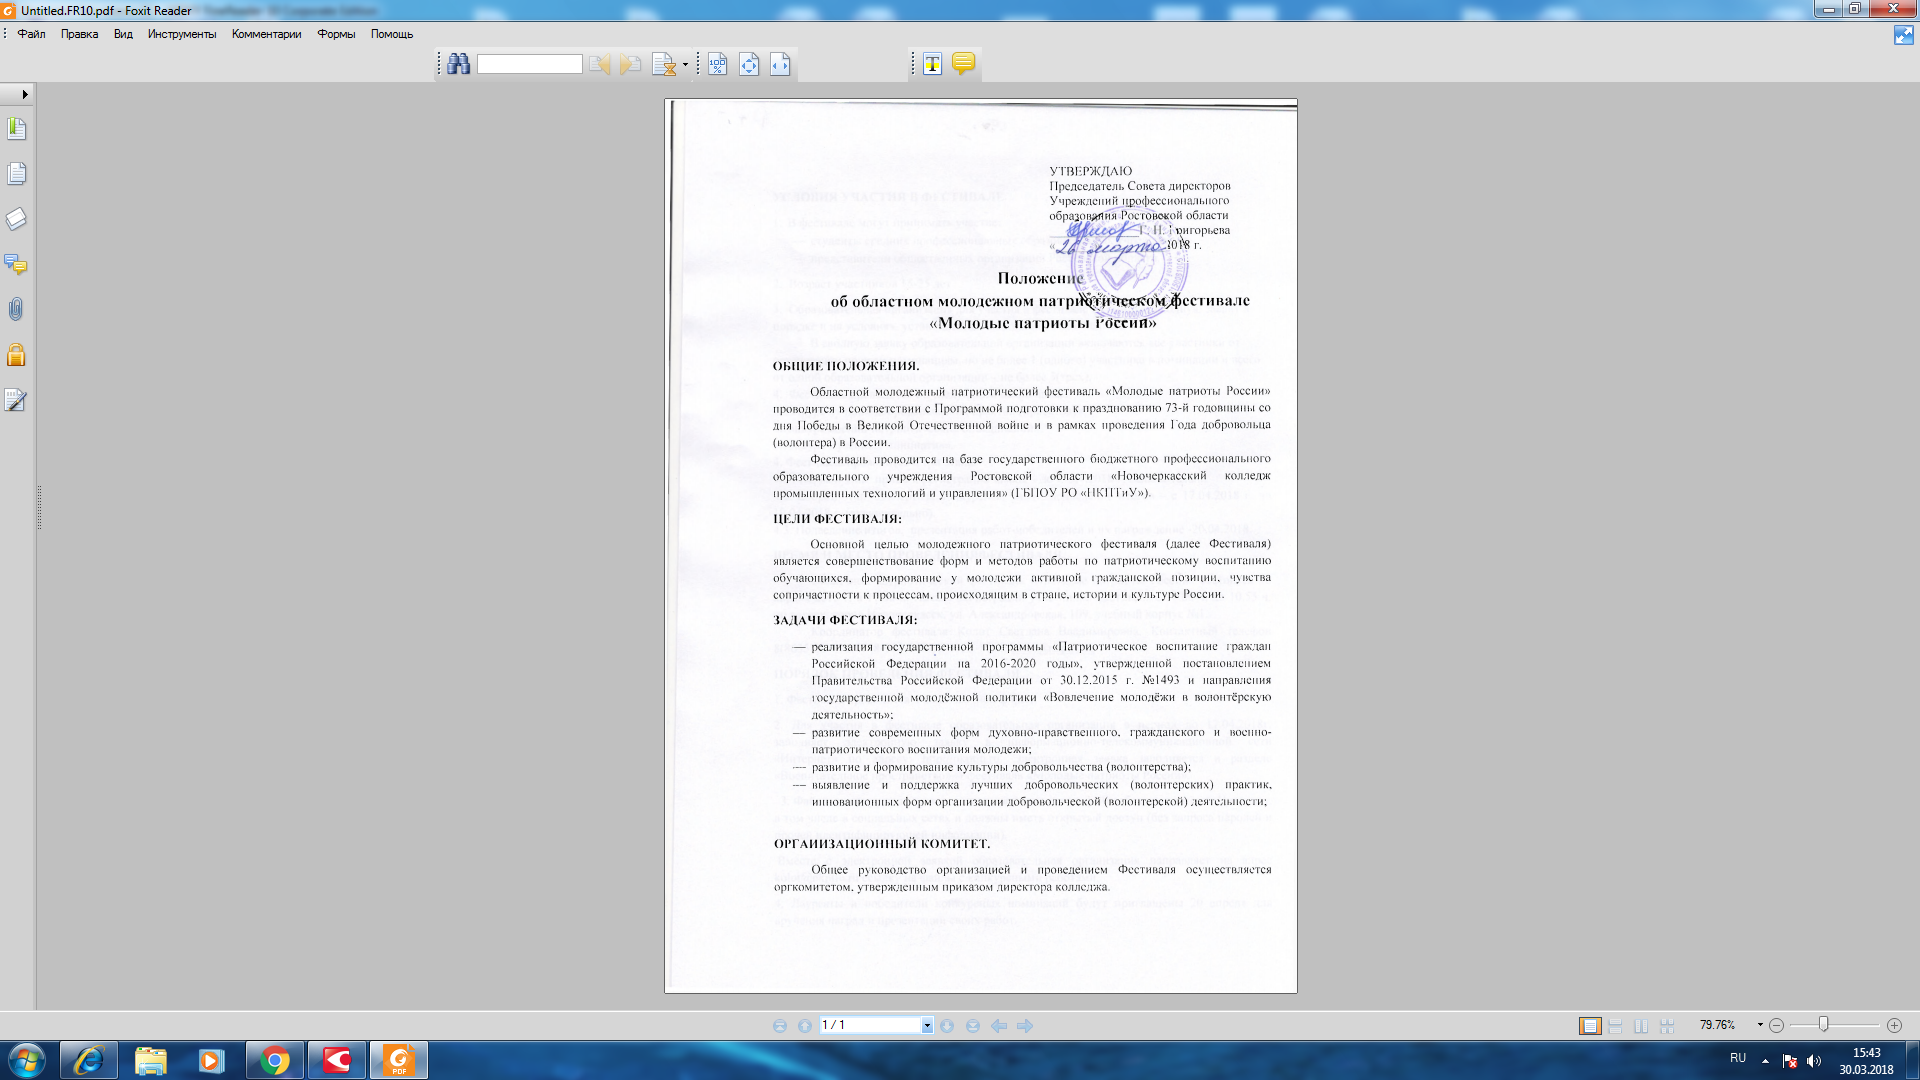 Untitled.FR10.pdf - Foxit Reader
Файл Правка Вид Инструменты Комментарии Формы Помощь
УТВЕРЖДАЮ
Председатель Совета директоров
Учреждений профессионального
образования Ростовской области
Г. Н. Григорьева
« 26 марта 2018 г.
Положение
об областном молодежном патриотическом фестивале
«Молодые патриоты России»
ОБЩИЕ ПОЛОЖЕНИЯ.
Областной молодежный патриотический фестиваль «Молодые патриоты России»
проводится в соответствии с Программой подготовки к празднованию 73-й годовщины со
дня Победы в Великой Отечественной войне и в рамках проведения Года добровольца
(волонтера) в России.
Фестиваль проводится на базе государственного бюджетного профессионального
образовательного учреждения Ростовской области «Новочеркасский колледж
промышленных технологий и управления» (ГБПОУ РО «НКПТиУ»).
ЦЕЛИ ФЕСТИВАЛЯ:
Основной целью молодежного патриотического фестиваля (далее Фестиваля)
является совершенствование форм и методов работы по патриотическому воспитанию
обучающихся, формирование у молодежи активной гражданской позиции, чувства
сопричастности к процессам, происходящим в стране, истории и культуре России.
ЗАДАЧИ ФЕСТИВАЛЯ:
— реализация государственной программы «Патриотическое воспитание граждан
Российской Федерации на 2016-2020 годы», утвержденной постановлением
Правительства Российской Федерации от 30.12.2015 г. №1493 и направления
государственной молодёжной политики «Вовлечение молодёжи в волонтёрскую
деятельность»;
— развитие современных форм духовно-нравственного, гражданского и военно-
патриотического воспитания молодежи;
— развитие и формирование культуры добровольчества (волонтерства);
— выявление и поддержка лучших добровольческих (волонтерских) практик,
инновационных форм организации добровольческой (волонтерской) деятельности;
ОРГАНИЗАЦИОННЫЙ КОМИТЕТ.
Общее руководство организацией и проведением Фестиваля осуществляется
оргкомитетом, утвержденным приказом директора колледжа.
1 / 1
79.76%
RU
15:43
30.03.2018